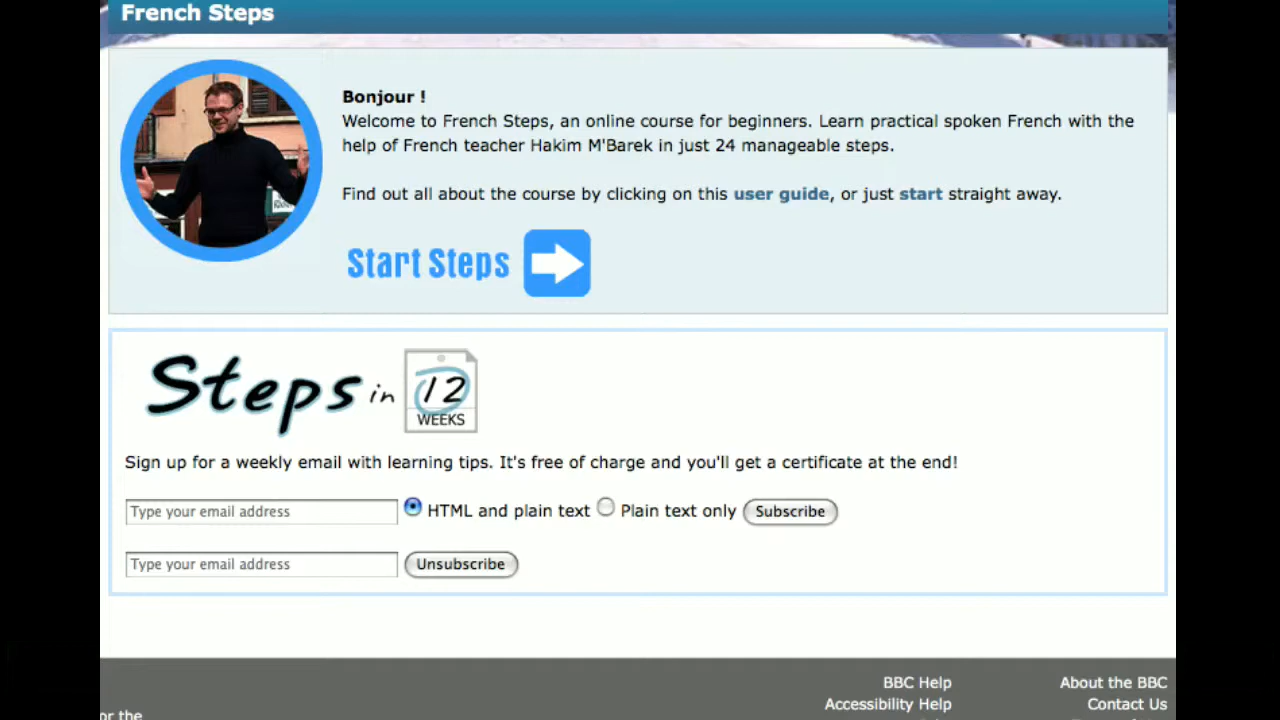 French Steps
Bonjour !
Welcome to French Steps, an online course for beginners. Learn practical spoken French with the
help of French teacher Hakim M'Barek in just 24 manageable steps.
Find out all about the course by clicking on this user guide, or just start straight away.
Start Steps
Steps in 12
WEEKS
Sign up for a weekly email with learning tips. It's free of charge and you'll get a certificate at the end!
Type your email address HTML and plain text Plain text only Subscribe
Type your email address Unsubscribe
BBC Help About the BBC
Accessibility Help Contact Us
or the